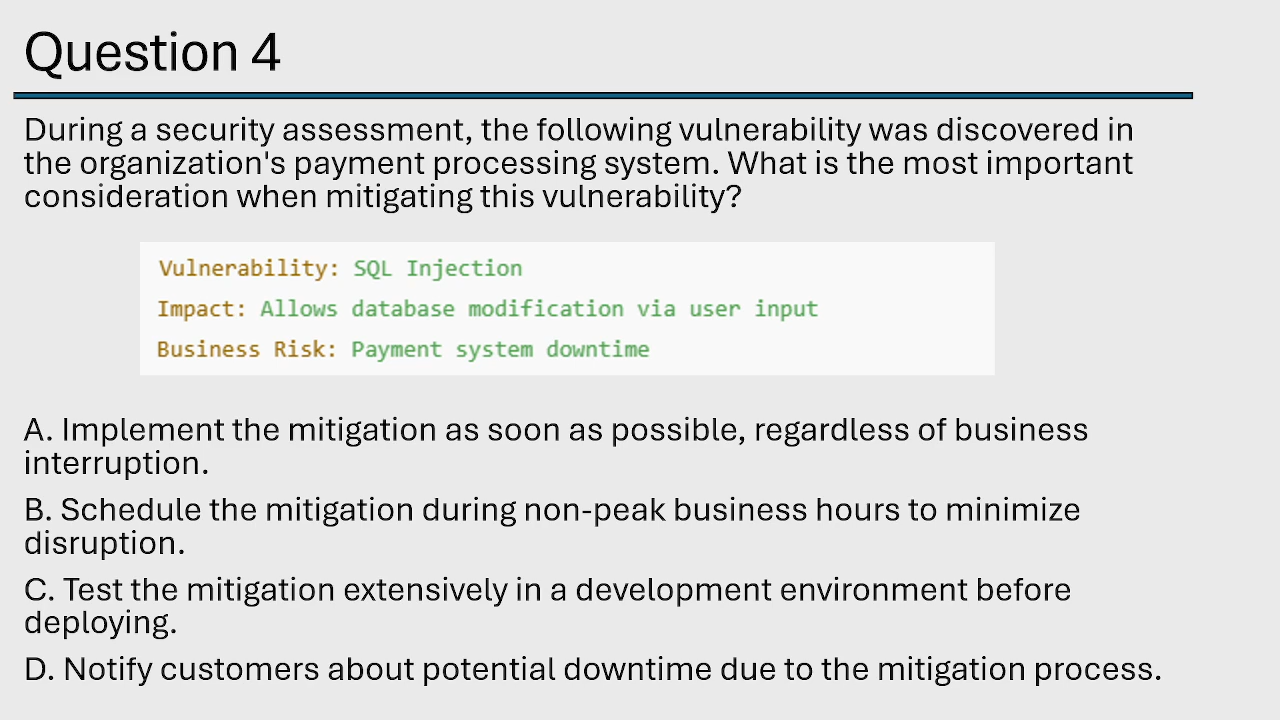 Question 4
During a security assessment, the following vulnerability was discovered in
the organization's payment processing system. What is the most important
consideration when mitigating this vulnerability?
Vulnerability: SQL Injection
Impact: Allows database modification via user input
Business Risk: Payment system downtime
A. Implement the mitigation as soon as possible, regardless of business
interruption.
B. Schedule the mitigation during non-peak business hours to minimize
disruption.
C. Test the mitigation extensively in a development environment before
deploying.
D. Notify customers about potential downtime due to the mitigation process.